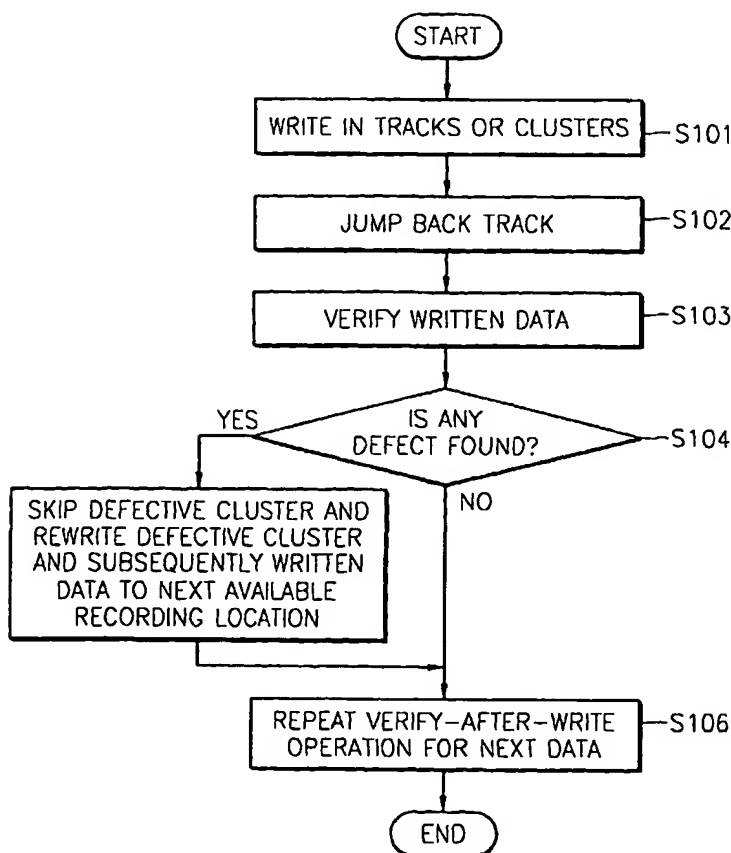 START
WRITE IN TRACKS OR CLUSTERS
S101
JUMP BACK TRACK
S102
VERIFY WRITTEN DATA
S103
YES
IS ANY
DEFECT FOUND?
S104
NO
SKIP DEFECTIVE CLUSTER AND
REWRITE DEFECTIVE CLUSTER
AND SUBSEQUENTLY WRITTEN
DATA TO NEXT AVAILABLE
RECORDING LOCATION
REPEAT VERIFY-AFTER-WRITE
OPERATION FOR NEXT DATA
S106
END